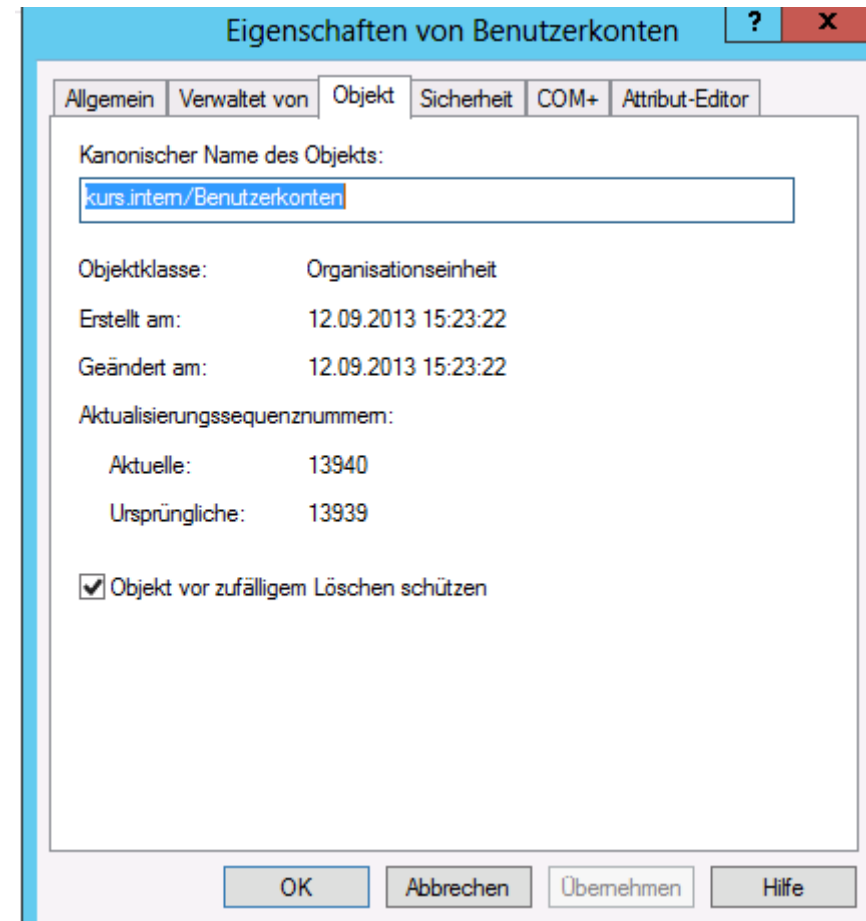 Eigenschaften von Benutzerkonten ? x
Allgemein Verwaltet von Objekt Sicherheit COM+ Attribut-Editor
Kanonischer Name des Objekts:
kurs.intern/Benutzerkonten
Objektklasse: Organisationseinheit
Erstellt am: 12.09.2013 15:23:22
Geändert am: 12.09.2013 15:23:22
Aktualisierungssequenznummern:
Aktuelle: 13940
Ursprüngliche: 13939
Objekt vor zufälligem Löschen schützen
OK Abbrechen Übernehmen Hilfe